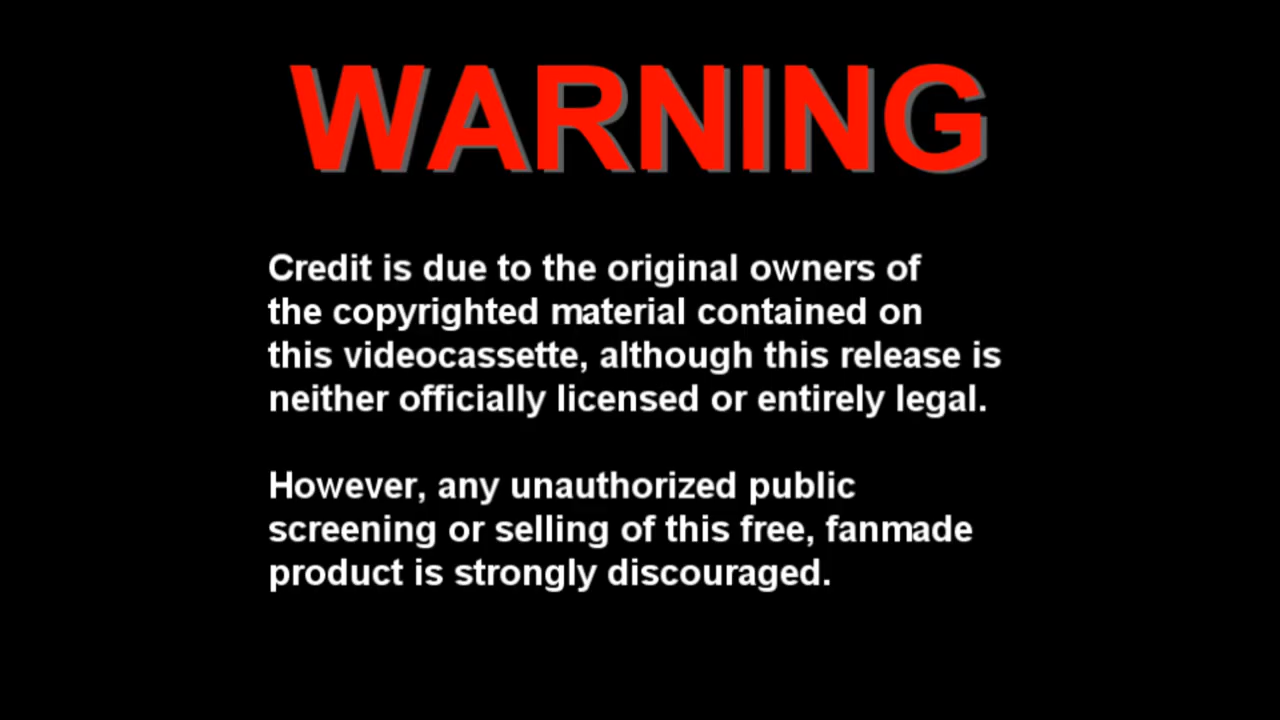 WARNING
Credit is due to the original owners of
the copyrighted material contained on
this videocassette, although this release is
neither officially licensed or entirely legal.
However, any unauthorized public
screening or selling of this free, fanmade
product is strongly discouraged.